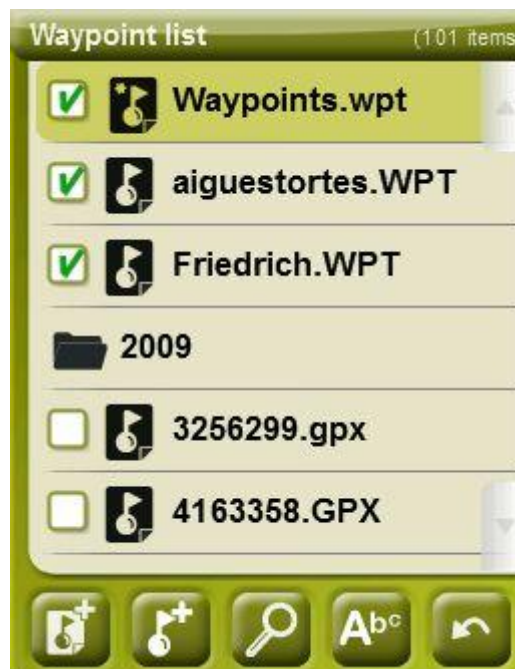 Waypoint list (101 items
Waypoints.wpt
aiguestortes.WPT
Friedrich.WPT
2009
3256299.gpx
4163358.GPX
Abc